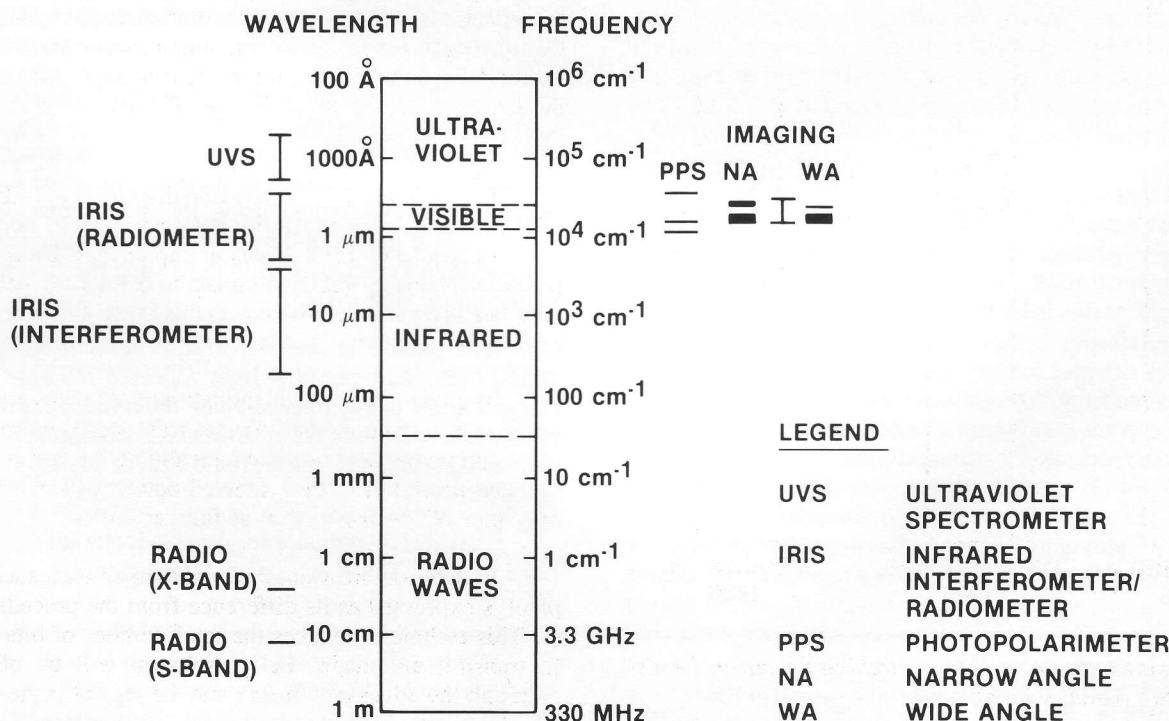 WAVELENGTH FREQUENCY
100 Å 10⁶ cm⁻¹
ULTRA-
VIOLET
IMAGING
UVS 1000Å 10⁵ cm⁻¹
PPS NA WA
IRIS
(RADIOMETER)
VISIBLE
1 μm 10⁴ cm⁻¹
IRIS
(INTERFEROMETER)
10 μm 10³ cm⁻¹
INFRARED
100 μm 100 cm⁻¹
LEGEND
1 mm 10 cm⁻¹
UVS ULTRAVIOLET
SPECTROMETER
RADIO
(X-BAND)
1 cm 1 cm⁻¹
RADIO
WAVES
IRIS INFRARED
INTERFEROMETER/
RADIOMETER
10 cm 3.3 GHz
RADIO
(S-BAND)
PPS PHOTOPOLARIMETER
NA NARROW ANGLE
1 m 330 MHz
WA WIDE ANGLE